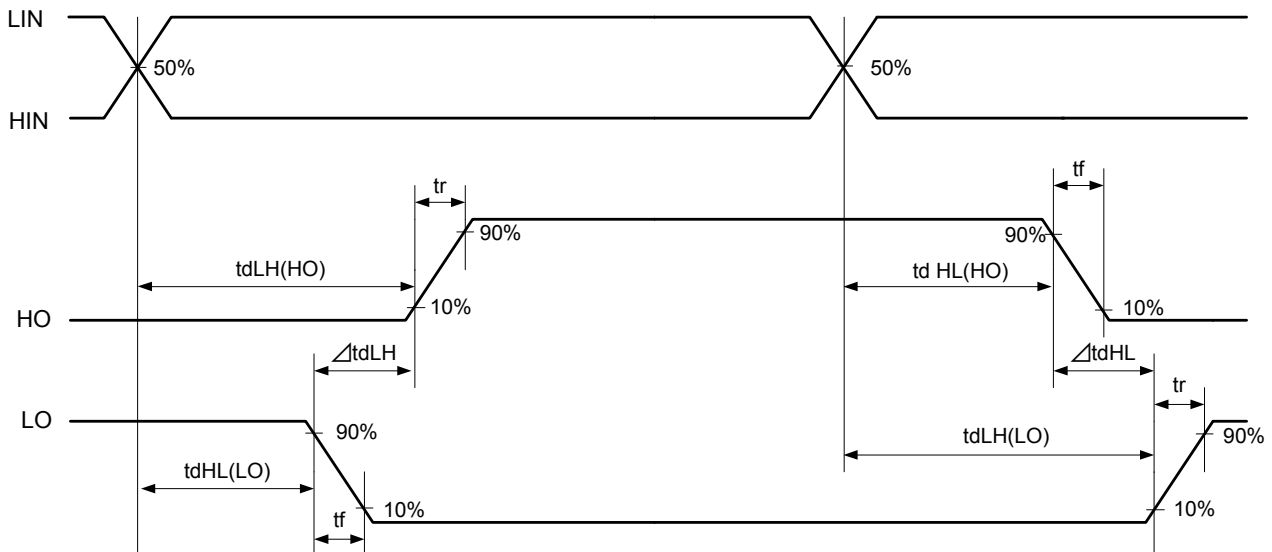 LIN
50%
50%
HIN
tr
tf
90%
90%
tdLH(HO)
td HL(HO)
10%
10%
HO
⊿tdLH
⊿tdHL
tr
LO
90%
90%
tdLH(LO)
tdHL(LO)
10%
10%
tf